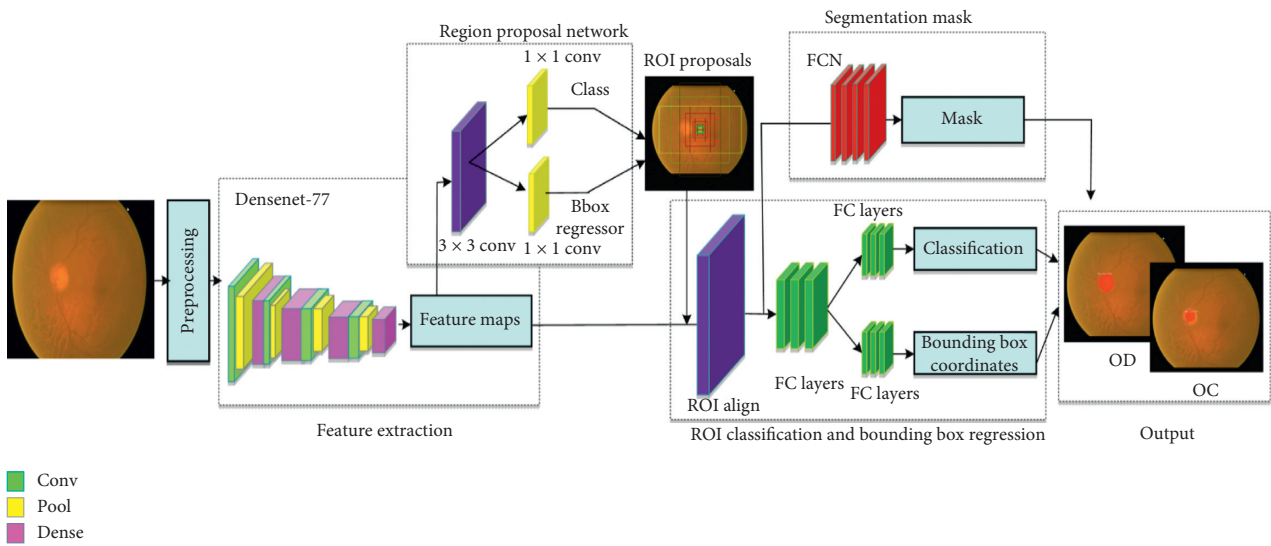 Segmentation mask
Region proposal network
1 × 1 conv
ROI proposals
FCN
Class
Mask
Densenet-77
Bbox
regressor
3 × 3 conv
1 × 1 conv
FC layers
Classification
Preprocessing
Feature maps
Bounding box
coordinates
OD
FC layers
FC layers
OC
ROI align
Feature extraction
ROI classification and bounding box regression
Output
Conv
Pool
Dense